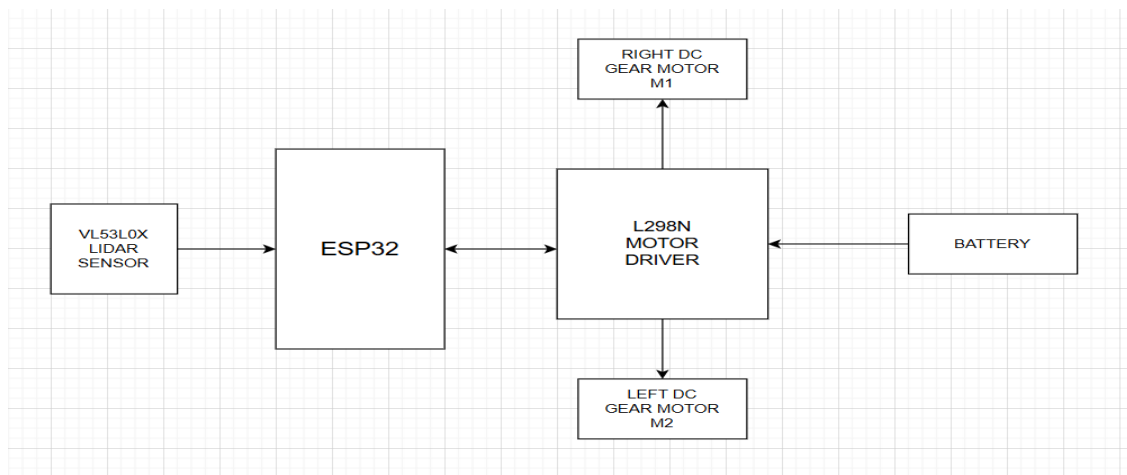 RIGHT DC
GEAR MOTOR
M1
VL53L0X
LIDAR
SENSOR
ESP32
L298N
MOTOR
DRIVER
BATTERY
LEFT DC
GEAR MOTOR
M2